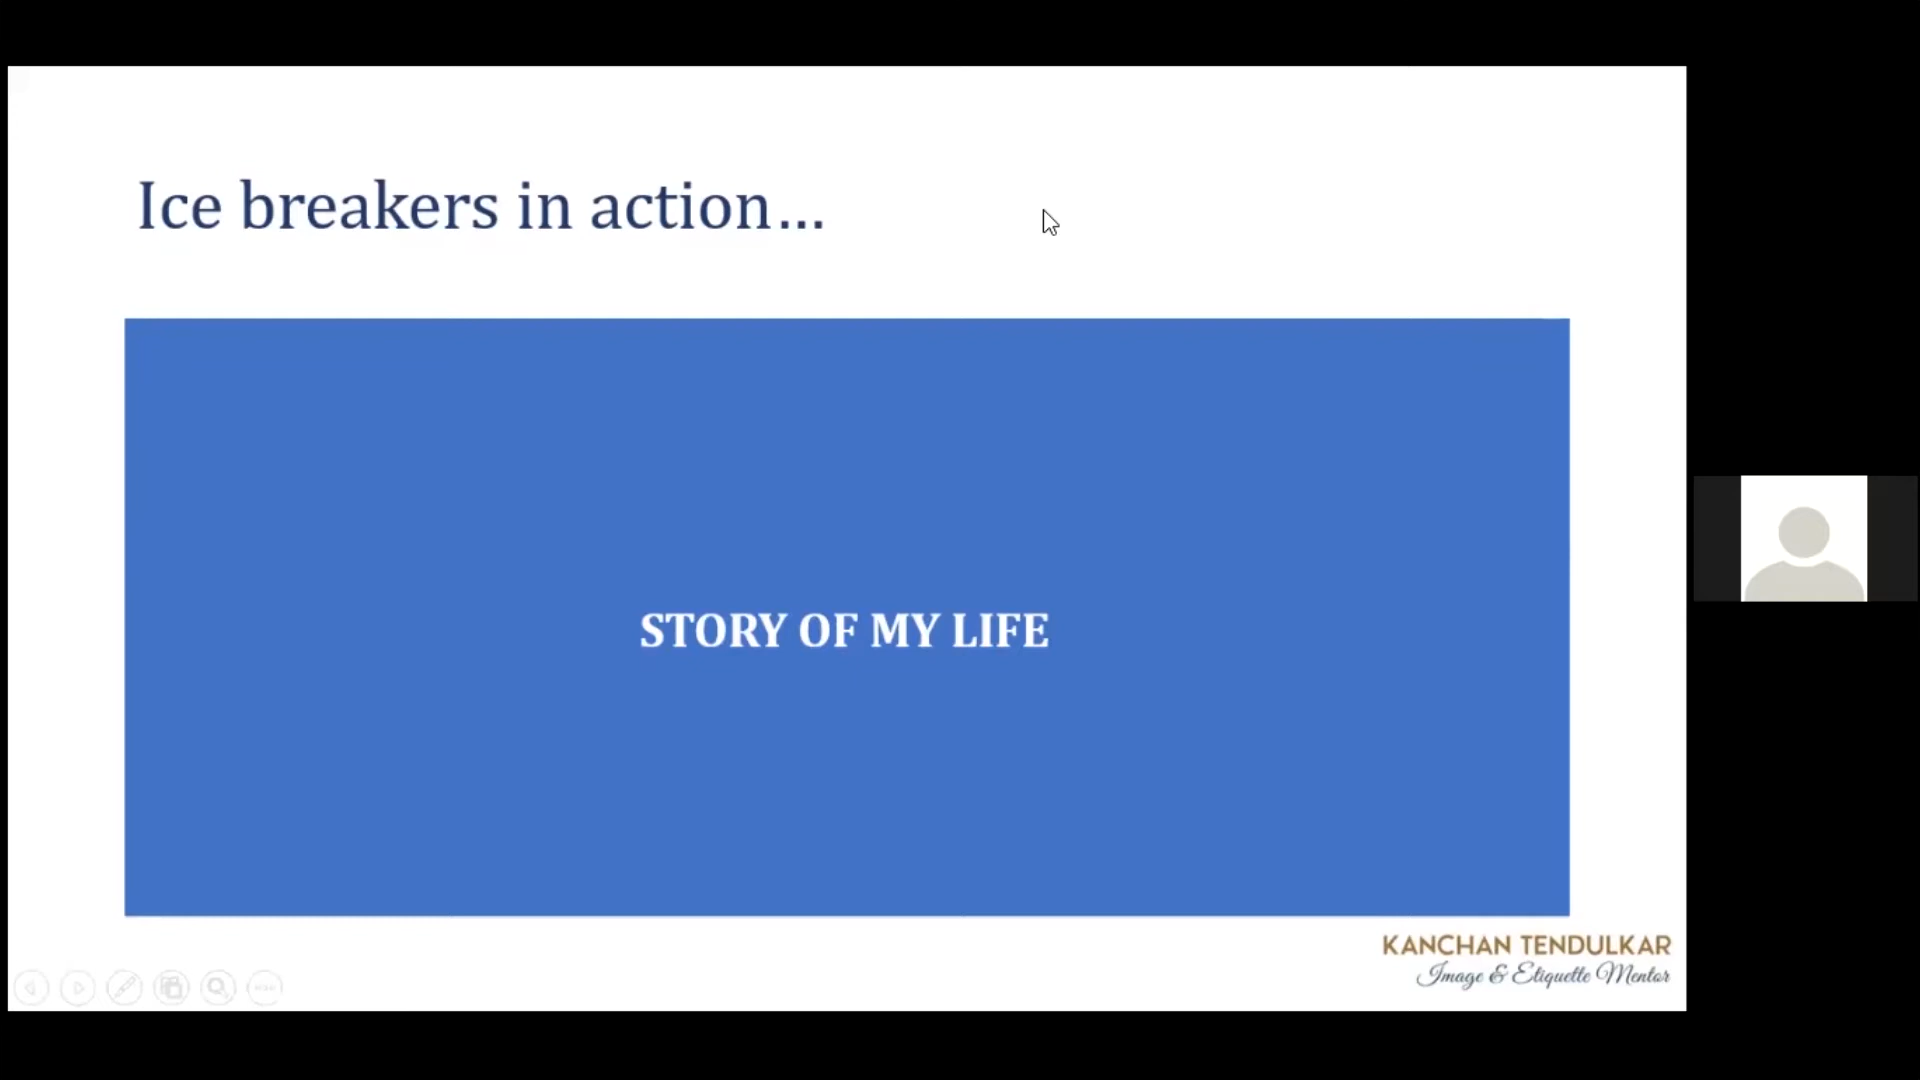 Ice breakers in action...
STORY OF MY LIFE
KANCHAN TENDULKAR
Image & Etiquette Mentor